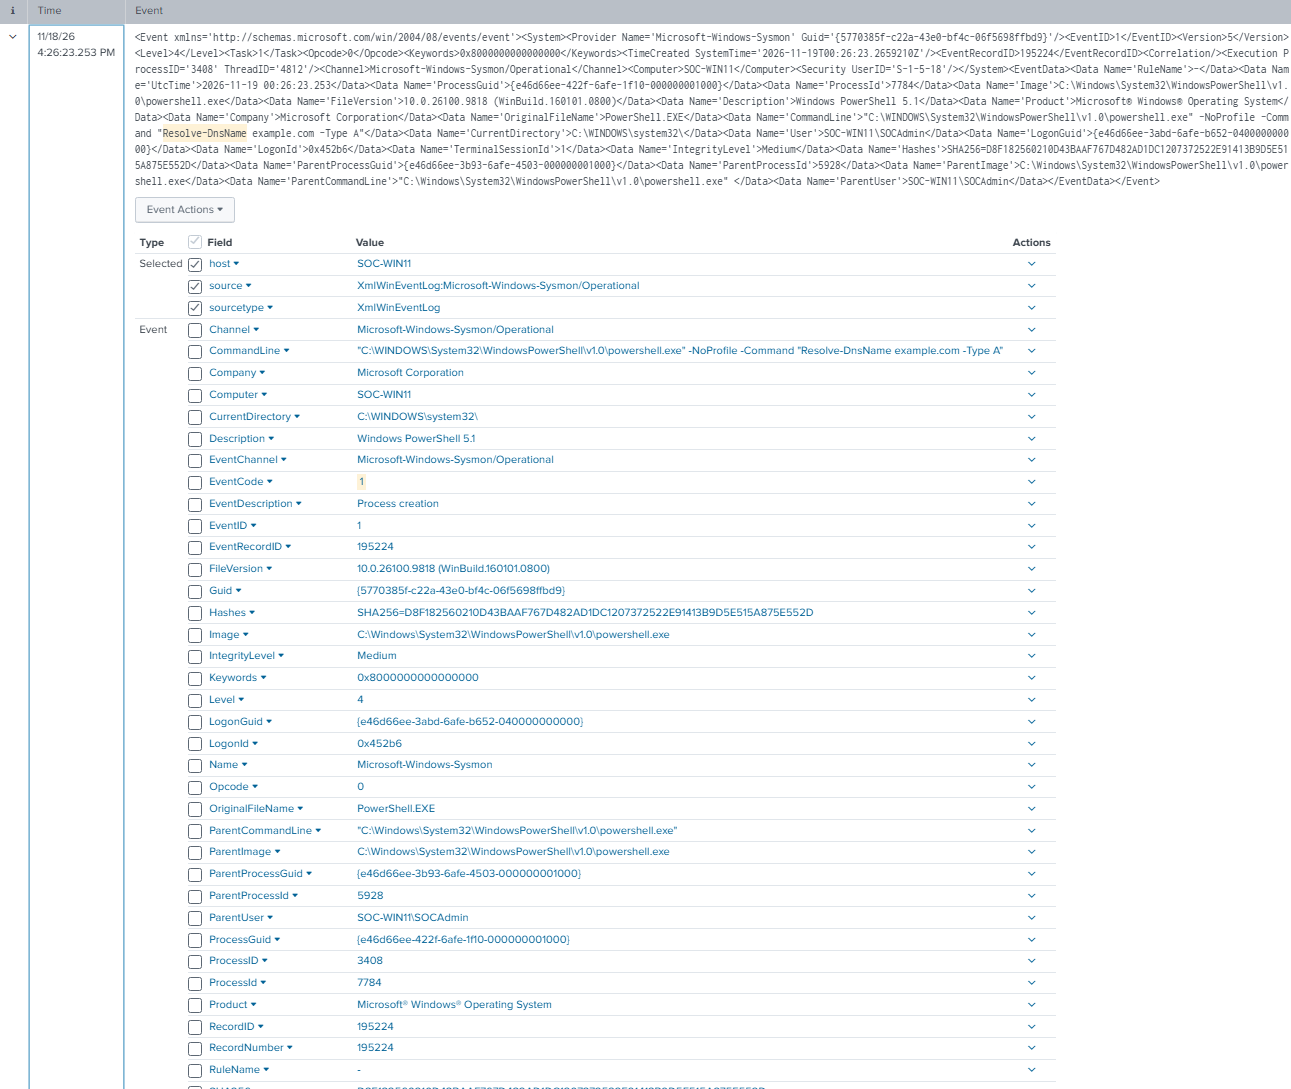 i Time Event
11/18/26
4:26:23.253 PM
<Event xmlns='http://schemas.microsoft.com/win/2004/08/events/event'><System><Provider Name='Microsoft-Windows-Sysmon' Guid='{5770385f-c22a-43e0-bf4c-06f5698ffbd9}'/><EventID>1</EventID><Version>5</Version>
<Level>4</Level><Task>1</Task><Opcode>0</Opcode><Keywords>0x8000000000000000</Keywords><TimeCreated SystemTime='2026-11-19T00:26:23.2659210Z'/><EventRecordID>195224</EventRecordID><Correlation/><Execution P
rocessID='3408' ThreadID='4812'/><Channel>Microsoft-Windows-Sysmon/Operational</Channel><Computer>SOC-WIN11</Computer><Security UserID='S-1-5-18'/></System><EventData><Data Name='RuleName'>-</Data><Data Nam
e='UtcTime'>2026-11-19 00:26:23.253</Data><Data Name='ProcessGuid'>{e46d66ee-422f-6afe-1f10-000000001000}</Data><Data Name='ProcessId'>7784</Data><Data Name='Image'>C:\Windows\System32\WindowsPowerShell\v1.
0\powershell.exe</Data><Data Name='FileVersion'>10.0.26100.9818 (WinBuild.160101.0800)</Data><Data Name='Description'>Windows PowerShell 5.1</Data><Data Name='Product'>Microsoft® Windows® Operating System</
Data><Data Name='Company'>Microsoft Corporation</Data><Data Name='OriginalFileName'>PowerShell.EXE</Data><Data Name='CommandLine'>"C:\WINDOWS\System32\WindowsPowerShell\v1.0\powershell.exe" -NoProfile -Comm
and "Resolve-DnsName example.com -Type A"</Data><Data Name='CurrentDirectory'>C:\WINDOWS\system32\</Data><Data Name='User'>SOC-WIN11\SOCAdmin</Data><Data Name='LogonGuid'>{e46d66ee-3abd-6afe-b652-0400000000
00}</Data><Data Name='LogonId'>0x452b6</Data><Data Name='TerminalSessionId'>1</Data><Data Name='IntegrityLevel'>Medium</Data><Data Name='Hashes'>SHA256=D8F182560210D43BAAF767D482AD1DC1207372522E91413B9D5E51
5A875E552D</Data><Data Name='ParentProcessGuid'>{e46d66ee-3b93-6afe-4503-000000001000}</Data><Data Name='ParentProcessId'>5928</Data><Data Name='ParentImage'>C:\Windows\System32\WindowsPowerShell\v1.0\power
shell.exe</Data><Data Name='ParentCommandLine'>"C:\Windows\System32\WindowsPowerShell\v1.0\powershell.exe" </Data><Data Name='ParentUser'>SOC-WIN11\SOCAdmin</Data></EventData></Event>
Event Actions
Type Field Value Actions
Selected host SOC-WIN11
source XmlWinEventLog:Microsoft-Windows-Sysmon/Operational
sourcetype XmlWinEventLog
Event Channel Microsoft-Windows-Sysmon/Operational
CommandLine "C:\WINDOWS\System32\WindowsPowerShell\v1.0\powershell.exe" -NoProfile -Command "Resolve-DnsName example.com -Type A"
Company Microsoft Corporation
Computer SOC-WIN11
CurrentDirectory C:\WINDOWS\system32\
Description Windows PowerShell 5.1
EventChannel Microsoft-Windows-Sysmon/Operational
EventCode 1
EventDescription Process creation
EventID 1
EventRecordID 195224
FileVersion 10.0.26100.9818 (WinBuild.160101.0800)
Guid {5770385f-c22a-43e0-bf4c-06f5698ffbd9}
Hashes SHA256=D8F182560210D43BAAF767D482AD1DC1207372522E91413B9D5E515A875E552D
Image C:\Windows\System32\WindowsPowerShell\v1.0\powershell.exe
IntegrityLevel Medium
Keywords 0x8000000000000000
Level 4
LogonGuid {e46d66ee-3abd-6afe-b652-040000000000}
LogonId 0x452b6
Name Microsoft-Windows-Sysmon
Opcode 0
OriginalFileName PowerShell.EXE
ParentCommandLine "C:\Windows\System32\WindowsPowerShell\v1.0\powershell.exe"
ParentImage C:\Windows\System32\WindowsPowerShell\v1.0\powershell.exe
ParentProcessGuid {e46d66ee-3b93-6afe-4503-000000001000}
ParentProcessId 5928
ParentUser SOC-WIN11\SOCAdmin
ProcessGuid {e46d66ee-422f-6afe-1f10-000000001000}
ProcessID 3408
ProcessId 7784
Product Microsoft® Windows® Operating System
RecordID 195224
RecordNumber 195224
RuleName -